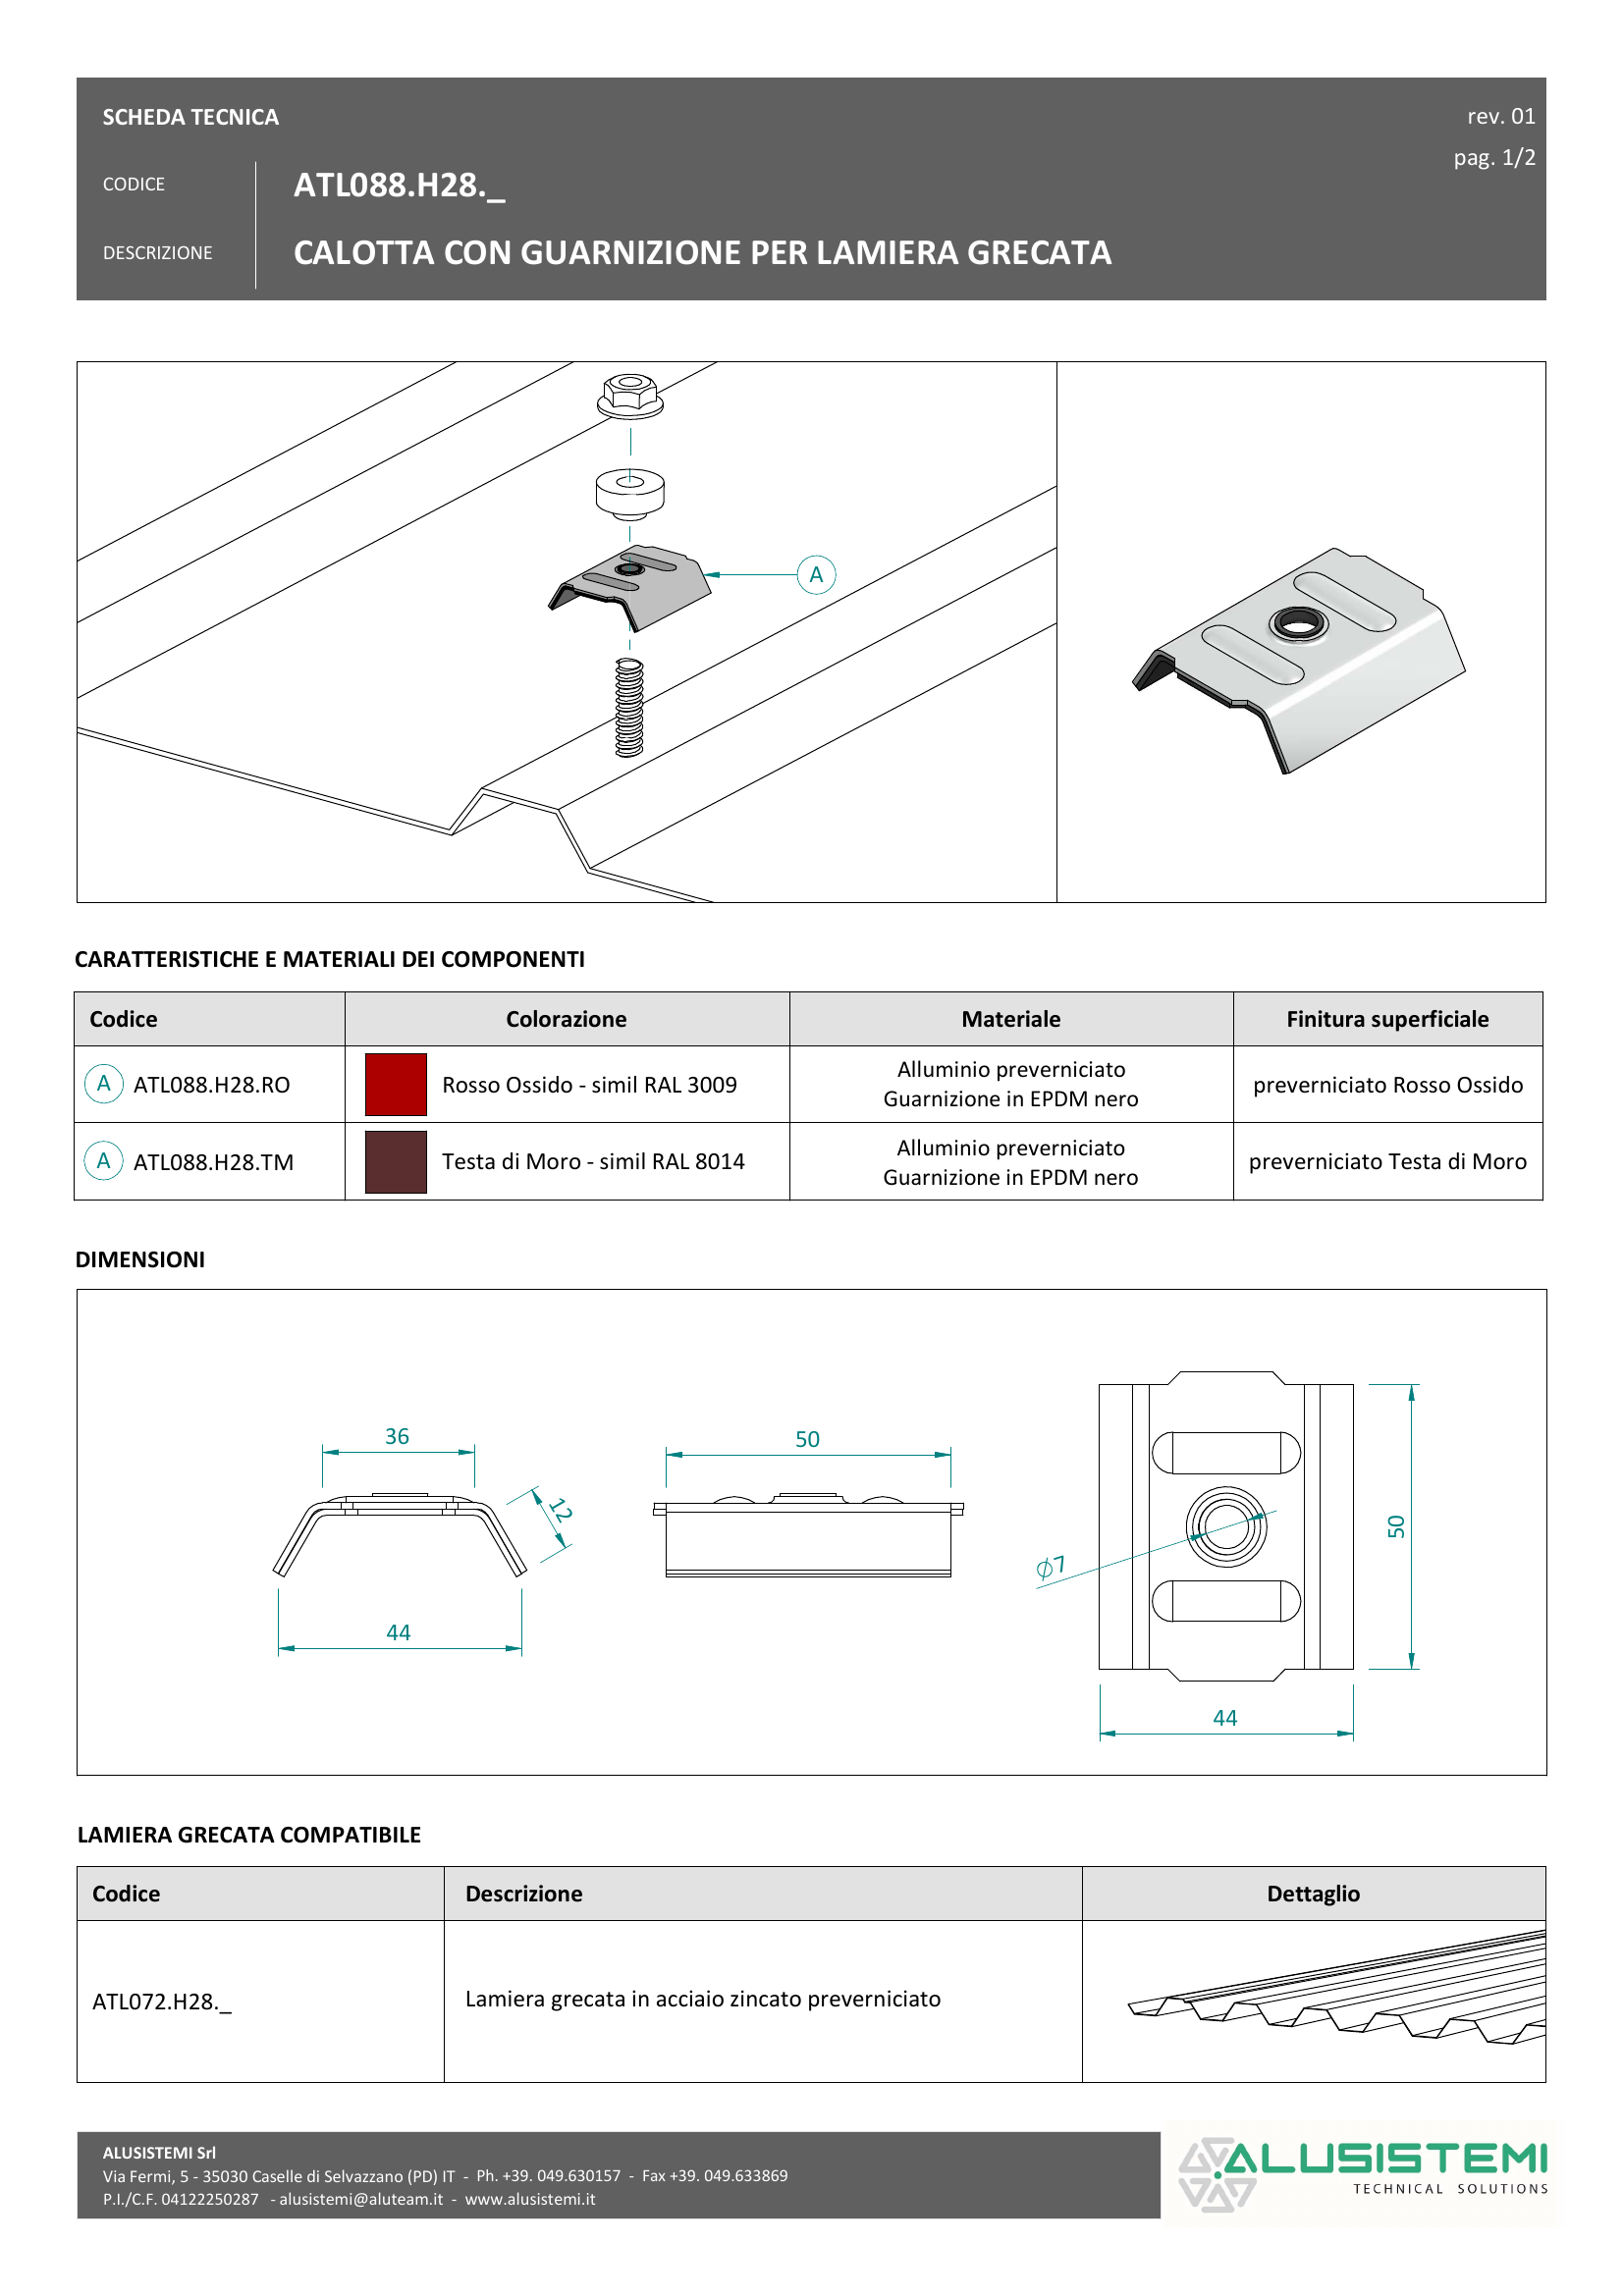 SCHEDA TECNICA
rev. 01
pag. 1/2
CODICE
ATL088.H28._
DESCRIZIONE
CALOTTA CON GUARNIZIONE PER LAMIERA GRECATA
A
CARATTERISTICHE E MATERIALI DEI COMPONENTI
Codice Colorazione Materiale Finitura superficiale
A ATL088.H28.RO Rosso Ossido - simil RAL 3009 Alluminio preverniciato
Guarnizione in EPDM nero preverniciato Rosso Ossido
A ATL088.H28.TM Testa di Moro - simil RAL 8014 Alluminio preverniciato
Guarnizione in EPDM nero preverniciato Testa di Moro
DIMENSIONI
36
12
44
50
Ø7
50
44
LAMIERA GRECATA COMPATIBILE
Codice Descrizione Dettaglio
ATL072.H28._ Lamiera grecata in acciaio zincato preverniciato
ALUSISTEMI Srl
Via Fermi, 5 - 35030 Caselle di Selvazzano (PD) IT - Ph. +39. 049.630157 - Fax +39. 049.633869
P.I./C.F. 04122250287 - alusistemi@aluteam.it - www.alusistemi.it
ALUSISTEMI
TECHNICAL SOLUTIONS